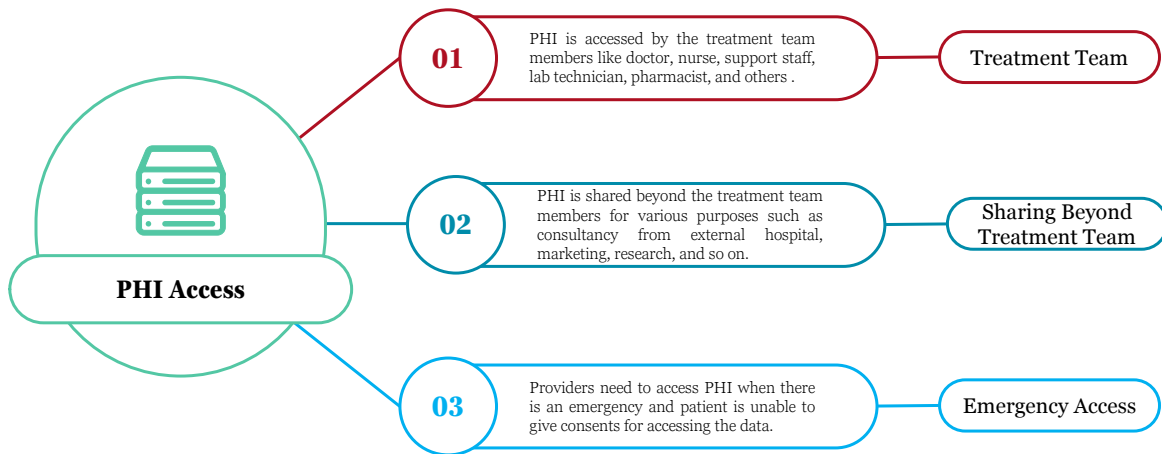 01
PHI is accessed by the treatment team
members like doctor, nurse, support staff,
lab technician, pharmacist, and others .
Treatment Team
PHI Access
02
PHI is shared beyond the treatment team
members for various purposes such as
consultancy from external hospital,
marketing, research, and so on.
Sharing Beyond
Treatment Team
03
Providers need to access PHI when there
is an emergency and patient is unable to
give consents for accessing the data.
Emergency Access